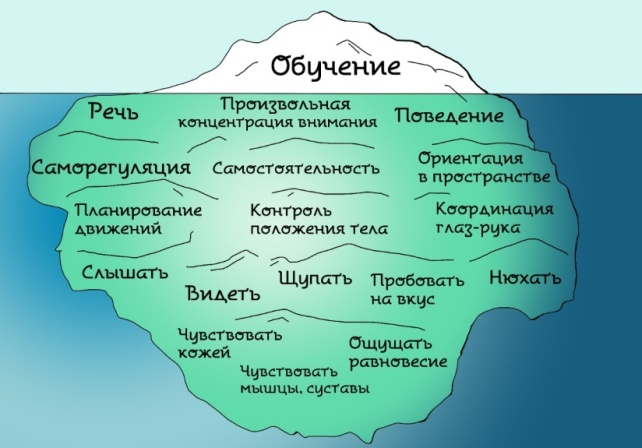 Обучение
Речь
Произвольная
концентрация внимания
Поведение
Саморегуляция
Самостоятельность
Ориентация
в пространстве
Планирование
движений
Контроль
положения тела
Координация
глаз-рука
Слышать
Видеть
Щупать
Пробовать
на вкус
Нюхать
Чувствовать
кожей
Чувствовать
мышцы, суставы
Ощущать
равновесие